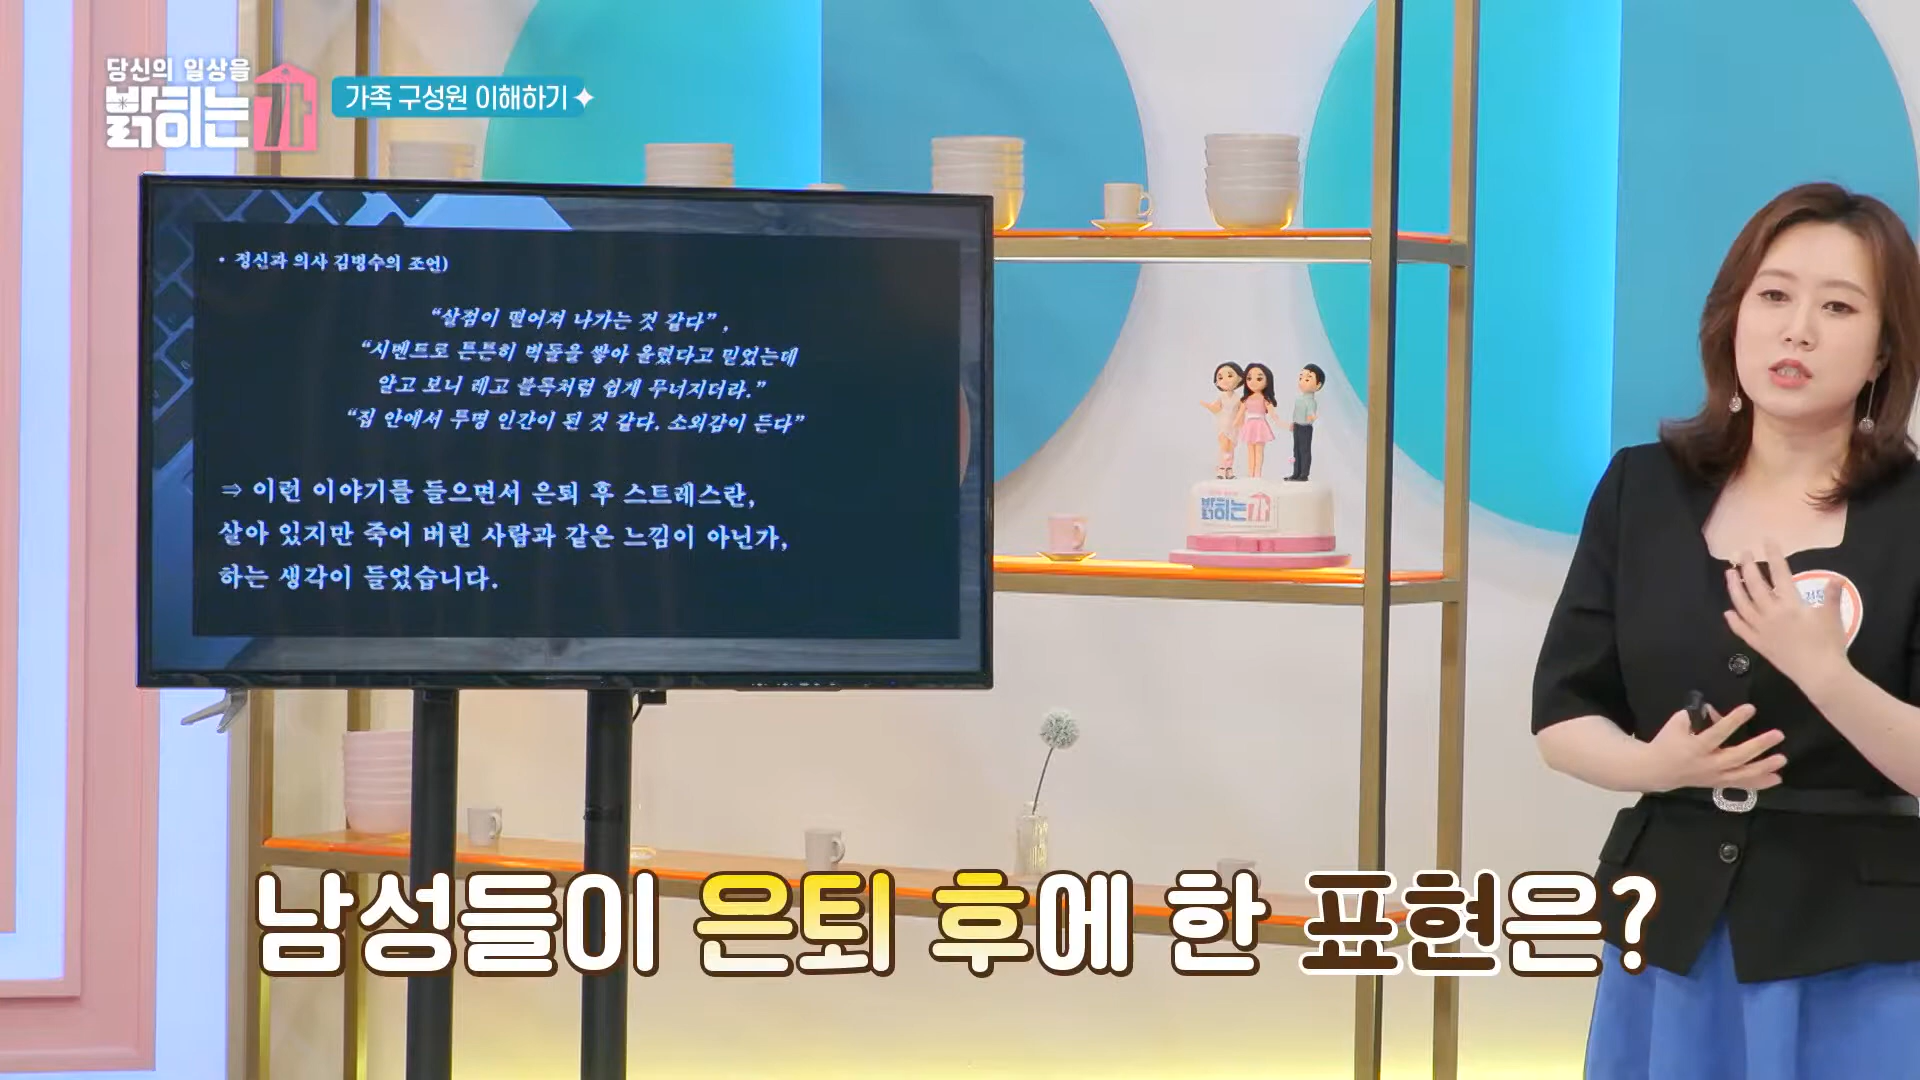 당신의 일상을
밝히는가
가족 구성원 이해하기
• 정신과 의사 김병수의 조언)
“살점이 떨어져 나가는 것 같다”,
“시멘트로 튼튼히 벽돌을 쌓아 올렸다고 믿었는데
알고 보니 레고 블록처럼 쉽게 무너지더라.”
“집 안에서 투명 인간이 된 것 같다. 소외감이 든다”
⇒ 이런 이야기를 들으면서 은퇴 후 스트레스란,
살아 있지만 죽어 버린 사람과 같은 느낌이 아닌가,
하는 생각이 들었습니다.
밝히는가
남성들이 은퇴 후에 한 표현은?